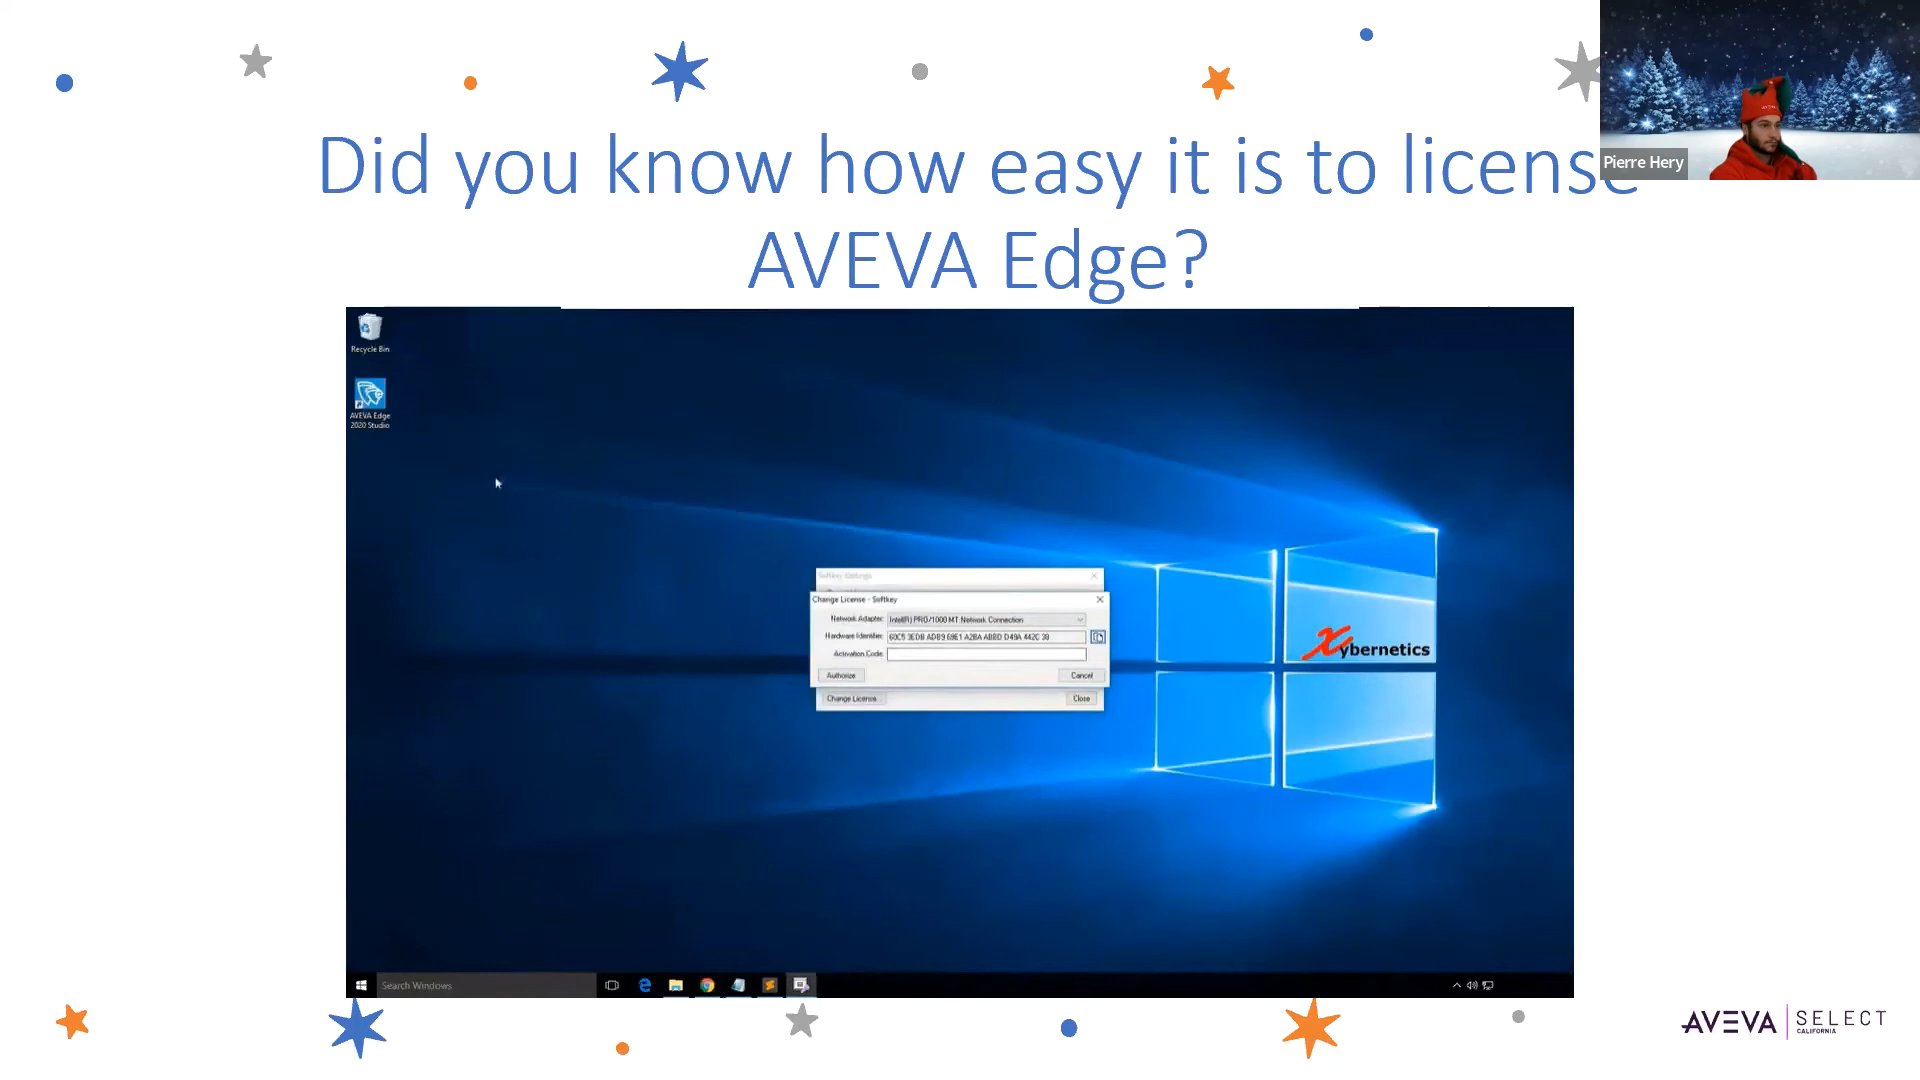 Did you know how easy it is to license
Pierre Hery
AVEVA Edge?
Recycle Bin
AVEVA Edge
2020 Studio
Softkey Settings
Change License - Softkey
Network Adapter: Intel(R) PRO/1000 MT Network Connection
Hardware Identifier:
Activation Code:
Authorize
Cancel
Change License...
Close
Xybernetics
Search Windows
AVEVA
SELECT
CALIFORNIA